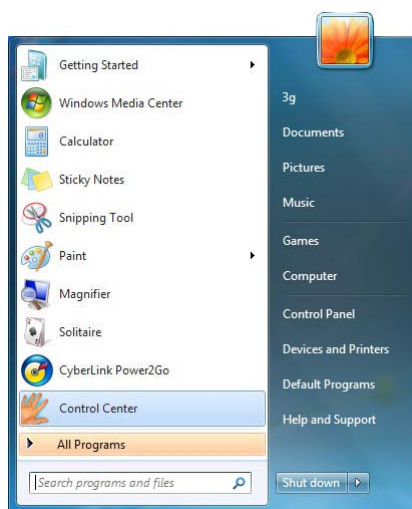 Getting Started
Windows Media Center
Calculator
Sticky Notes
Snipping Tool
Paint
Magnifier
Solitaire
CyberLink Power2Go
Control Center
All Programs
Search programs and files
3g
Documents
Pictures
Music
Games
Computer
Control Panel
Devices and Printers
Default Programs
Help and Support
Shut down